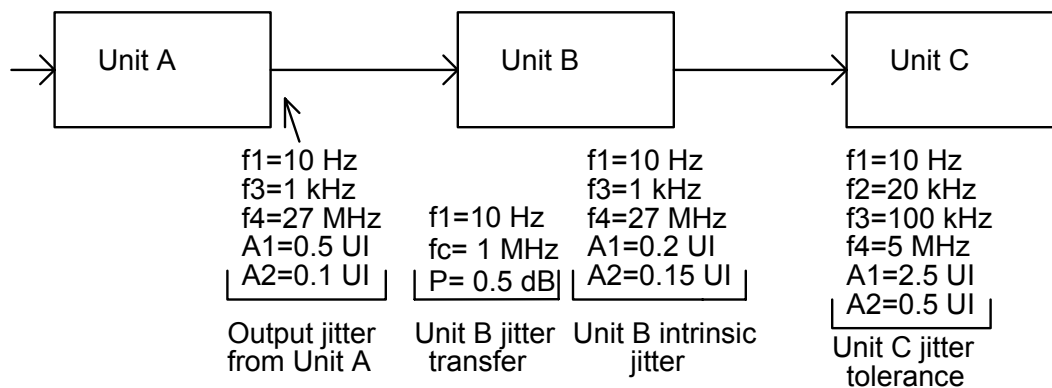 Unit A
Unit B
Unit C
f1=10 Hz
f3=1 kHz
f4=27 MHz
A1=0.5 UI
A2=0.1 UI
Output jitter
from Unit A
f1=10 Hz
fc= 1 MHz
P= 0.5 dB
Unit B jitter
transfer
f1=10 Hz
f3=1 kHz
f4=27 MHz
A1=0.2 UI
A2=0.15 UI
Unit B intrinsic
jitter
f1=10 Hz
f2=20 kHz
f3=100 kHz
f4=5 MHz
A1=2.5 UI
A2=0.5 UI
Unit C jitter
tolerance